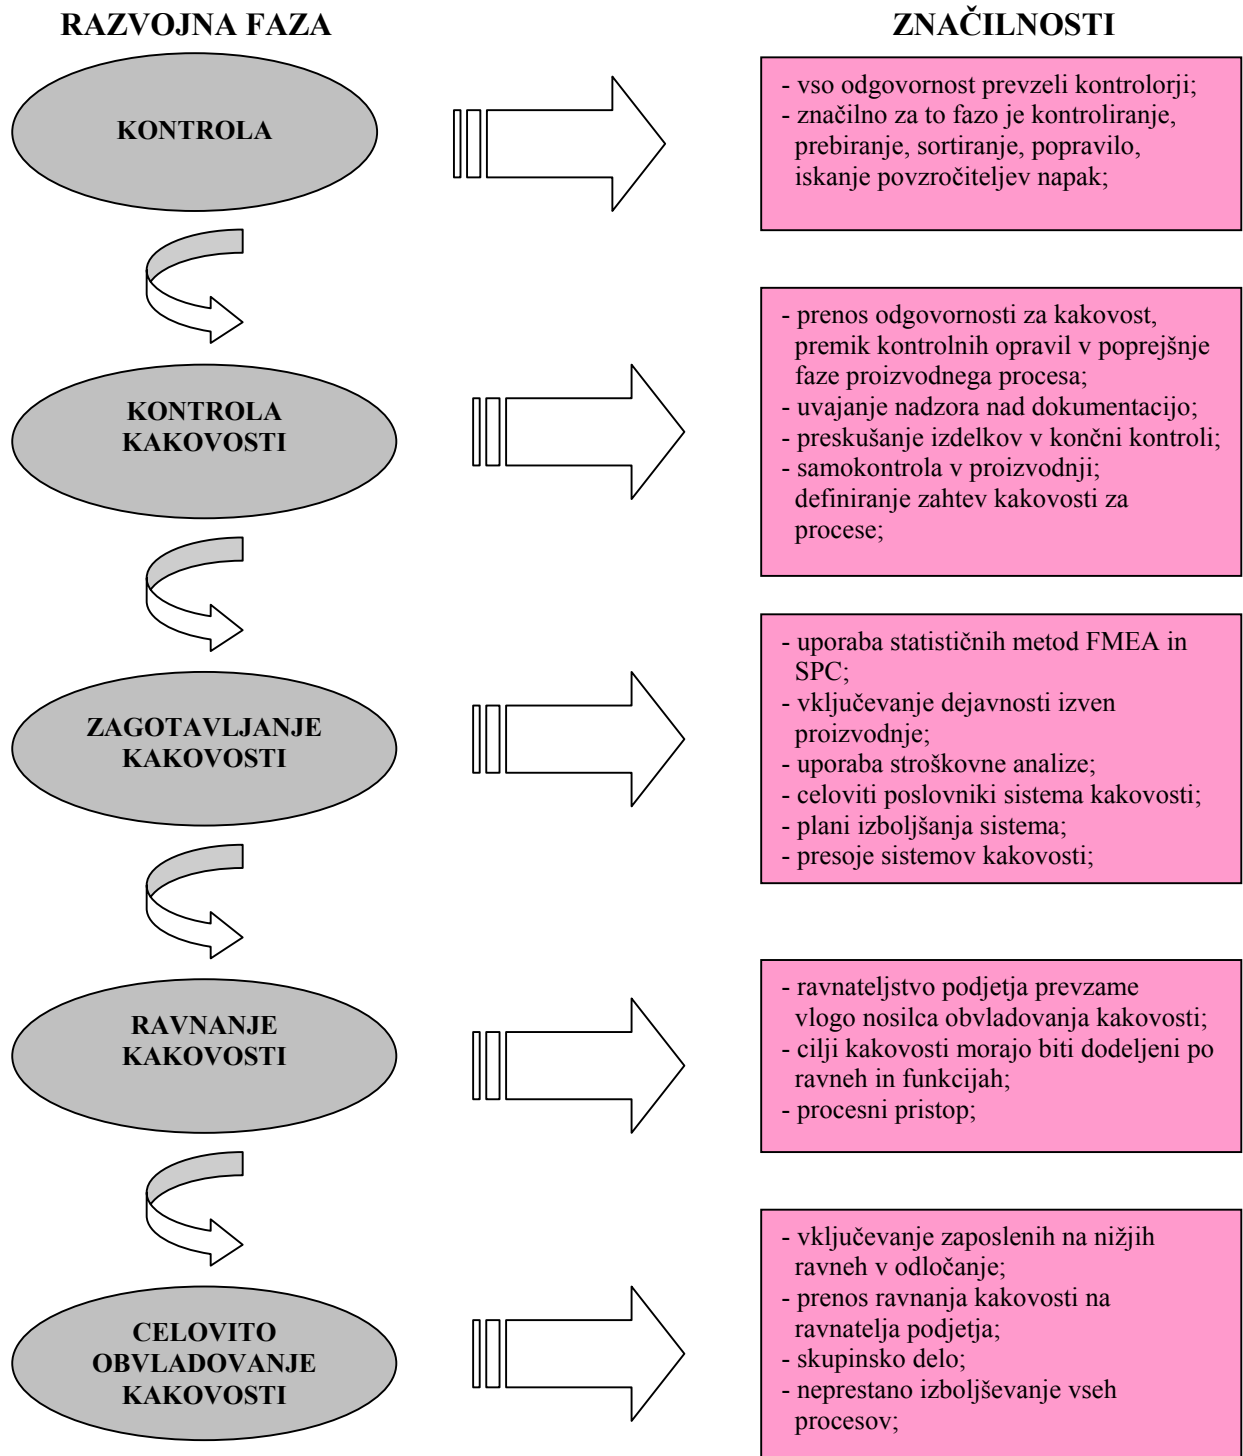 RAZVOJNA FAZA
ZNAČILNOSTI
KONTROLA
- vso odgovornost prevzeli kontrolorji;
- značilno za to fazo je kontroliranje,
prebiranje, sortiranje, popravilo,
iskanje povzročiteljev napak;
KONTROLA
KAKOVOSTI
- prenos odgovornosti za kakovost,
premik kontrolnih opravil v poprejšnje
faze proizvodnega procesa;
- uvajanje nadzora nad dokumentacijo;
- preskušanje izdelkov v končni kontroli;
- samokontrola v proizvodnji;
definiranje zahtev kakovosti za
procese;
ZAGOTAVLJANJE
KAKOVOSTI
- uporaba statističnih metod FMEA in
SPC;
- vključevanje dejavnosti izven
proizvodnje;
- uporaba stroškovne analize;
- celoviti poslovniki sistema kakovosti;
- plani izboljšanja sistema;
- presoje sistemov kakovosti;
RAVNANJE
KAKOVOSTI
- ravnateljstvo podjetja prevzame
vlogo nosilca obvladovanja kakovosti;
- cilji kakovosti morajo biti dodeljeni po
ravneh in funkcijah;
- procesni pristop;
CELOVITO
OBVLADOVANJE
KAKOVOSTI
- vključevanje zaposlenih na nižjih
ravneh v odločanje;
- prenos ravnanja kakovosti na
ravnatelja podjetja;
- skupinsko delo;
- neprestano izboljševanje vseh
procesov;